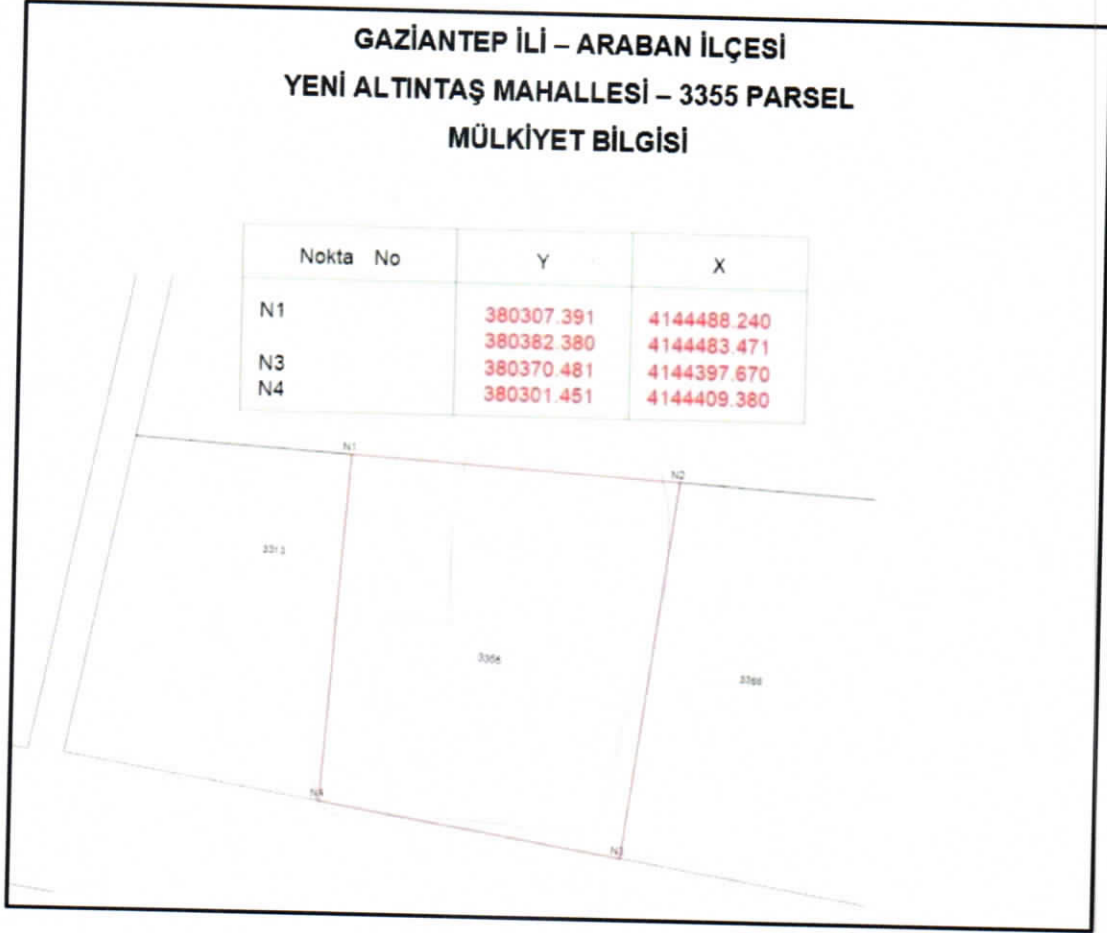 GAZİANTEP İLİ – ARABAN İLÇESİ
YENİ ALTINTAŞ MAHALLESİ – 3355 PARSEL
MÜLKİYET BİLGİSİ
Nokta No Y X
N1 380307.391 4144488.240
380382.380 4144483.471
N3 380370.481 4144397.670
N4 380301.451 4144409.380
N1
N2
3313
N4
N3